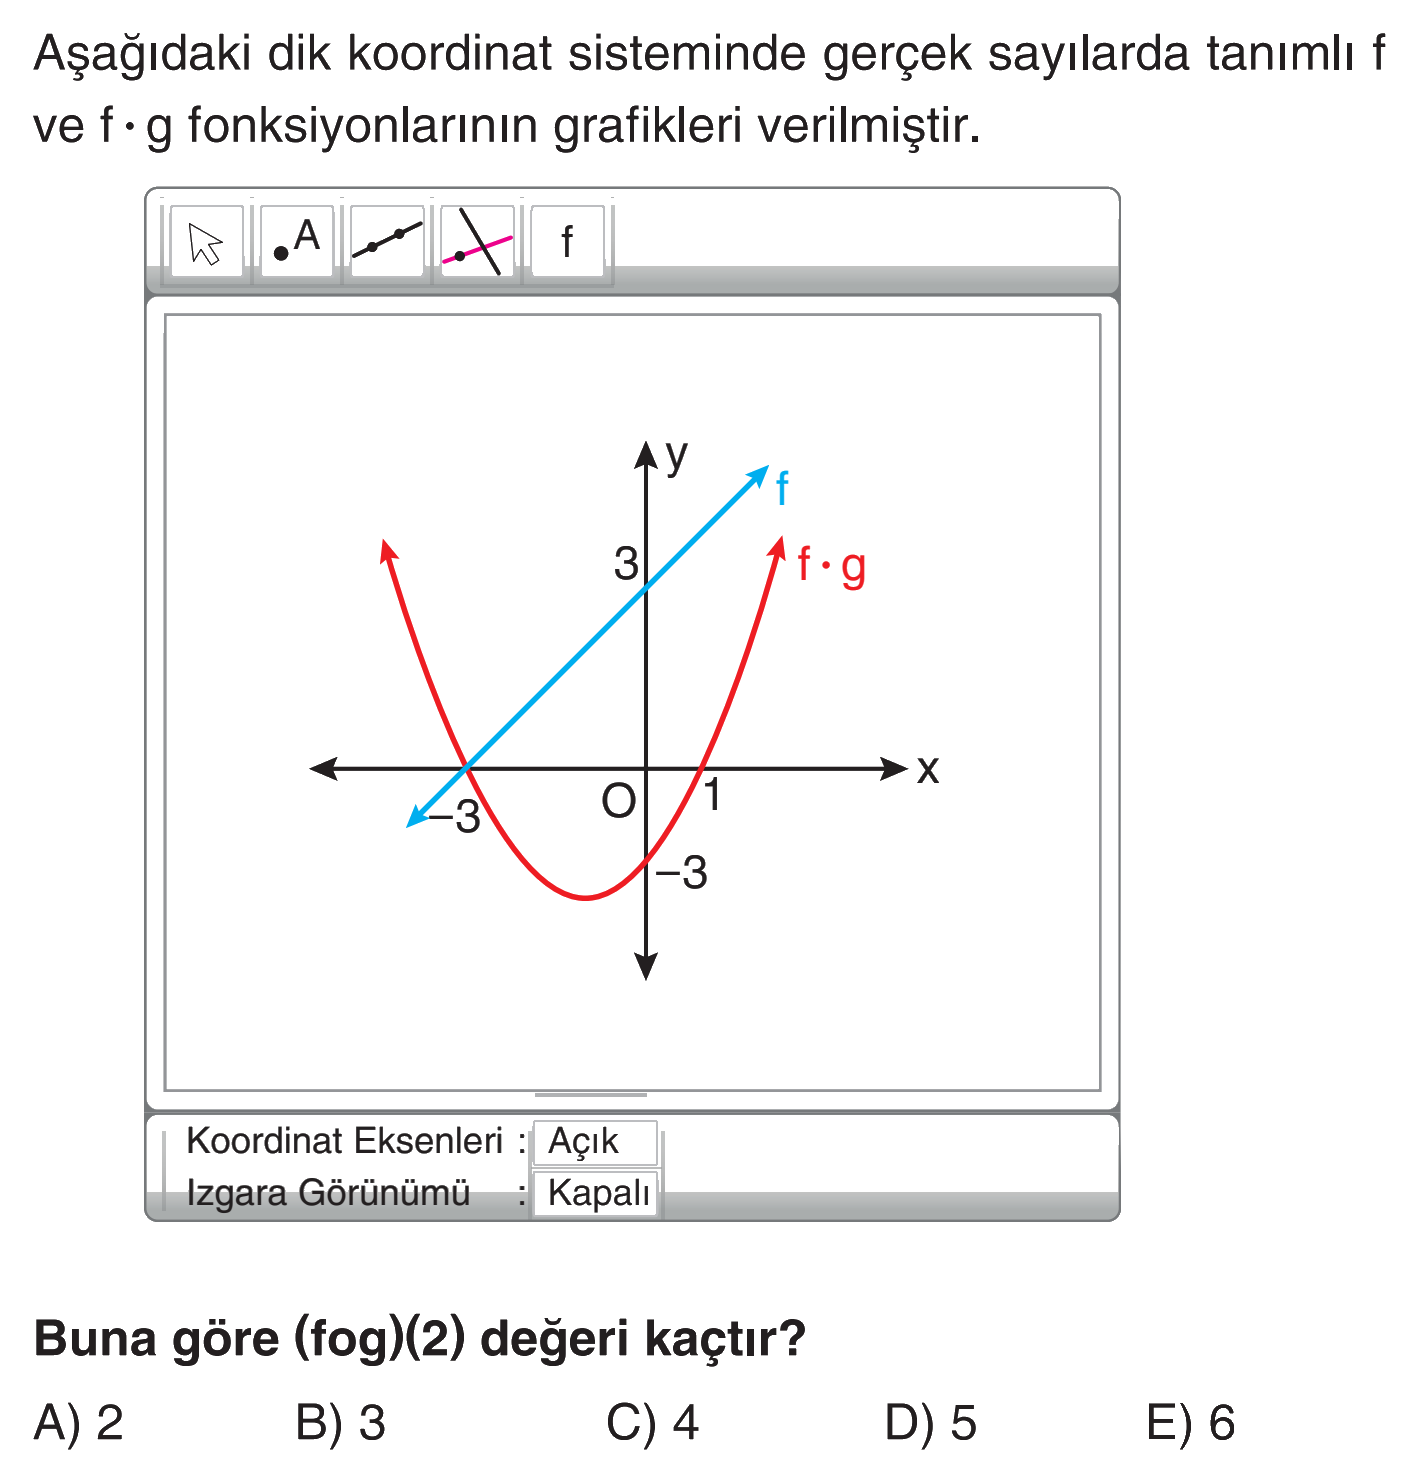 Aşağıdaki dik koordinat sisteminde gerçek sayılarda tanımlı f
ve f · g fonksiyonlarının grafikleri verilmiştir.
A
f
y
f
3
f · g
x
O
1
–3
–3
Koordinat Eksenleri : Açık
Izgara Görünümü : Kapalı
Buna göre (fog)(2) değeri kaçtır?
A) 2 B) 3 C) 4 D) 5 E) 6